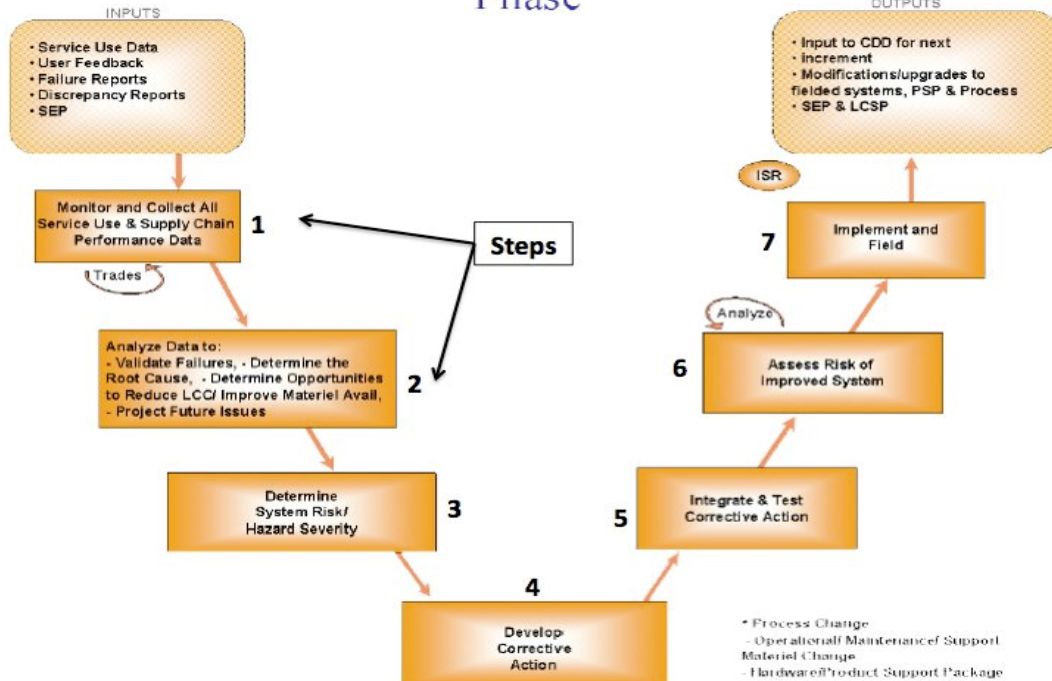 Phase
INPUTS
• Service Use Data
• User Feedback
• Failure Reports
• Discrepancy Reports
• SEP
OUTPUTS
• Input to CDD for next
• increment
• Modifications/upgrades to
fielded systems, PSP & Process
• SEP & LCSP
ISR
Monitor and Collect All
Service Use & Supply Chain
Performance Data
1
Trades
Steps
7
Implement and
Field
Analyze Data to:
- Validate Failures, - Determine the
Root Cause, - Determine Opportunities
to Reduce LCC/ Improve Materiel Avail,
- Project Future Issues
2
Analyze
6
Assess Risk of
Improved System
Determine
System Risk/
Hazard Severity
3
5
Integrate & Test
Corrective Action
4
Develop
Corrective
Action
* Process Change
- Operational/ Maintenance/ Support
Materiel Change
- Hardware/Product Support Package